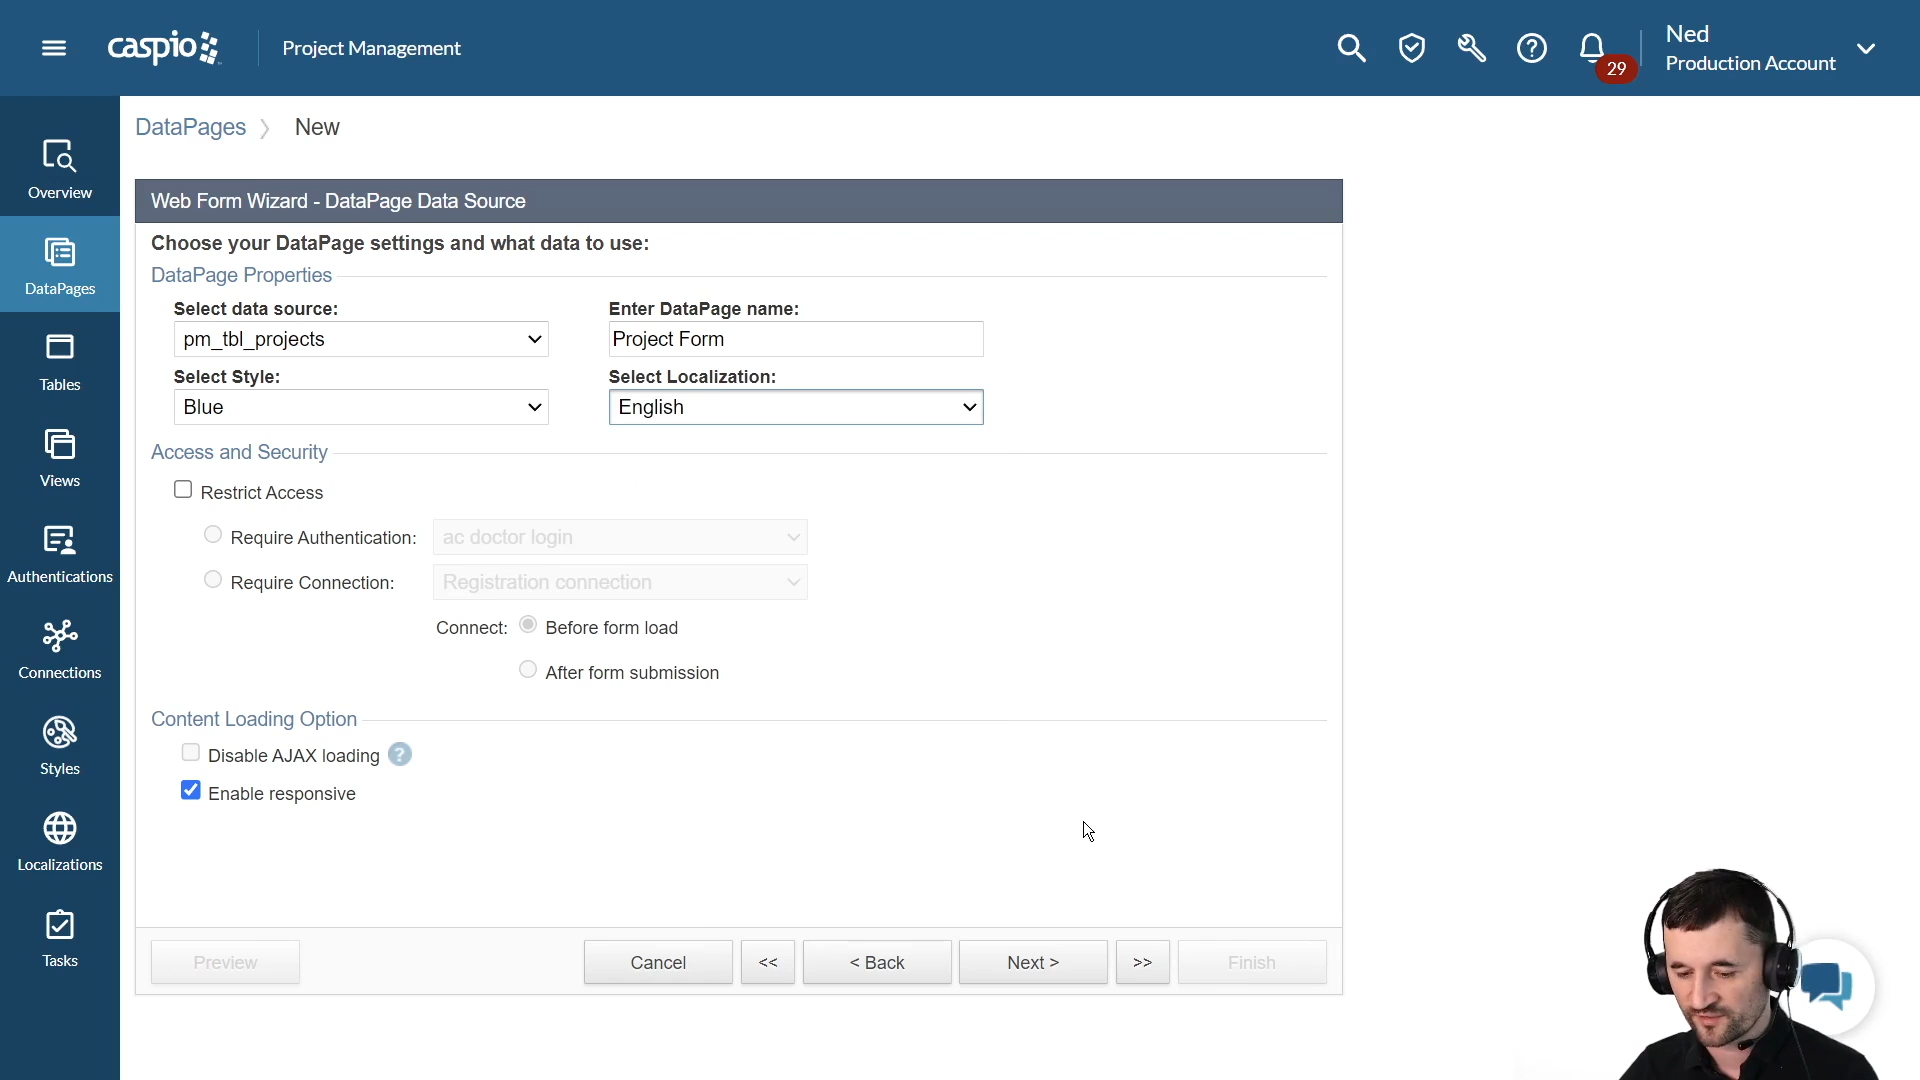 caspio
Project Management
29
Ned
Production Account
Overview
DataPages
Tables
Views
Authentications
Connections
Styles
Localizations
Tasks
DataPages
New
Web Form Wizard - DataPage Data Source
Choose your DataPage settings and what data to use:
DataPage Properties
Select data source:
Enter DataPage name:
pm_tbl_projects
Project Form
Select Style:
Select Localization:
Blue
English
Access and Security
Restrict Access
Require Authentication:
ac doctor login
Require Connection:
Registration connection
Connect:
Before form load
After form submission
Content Loading Option
Disable AJAX loading ?
Enable responsive
Preview
Cancel
<<
< Back
Next >
>>
Finish